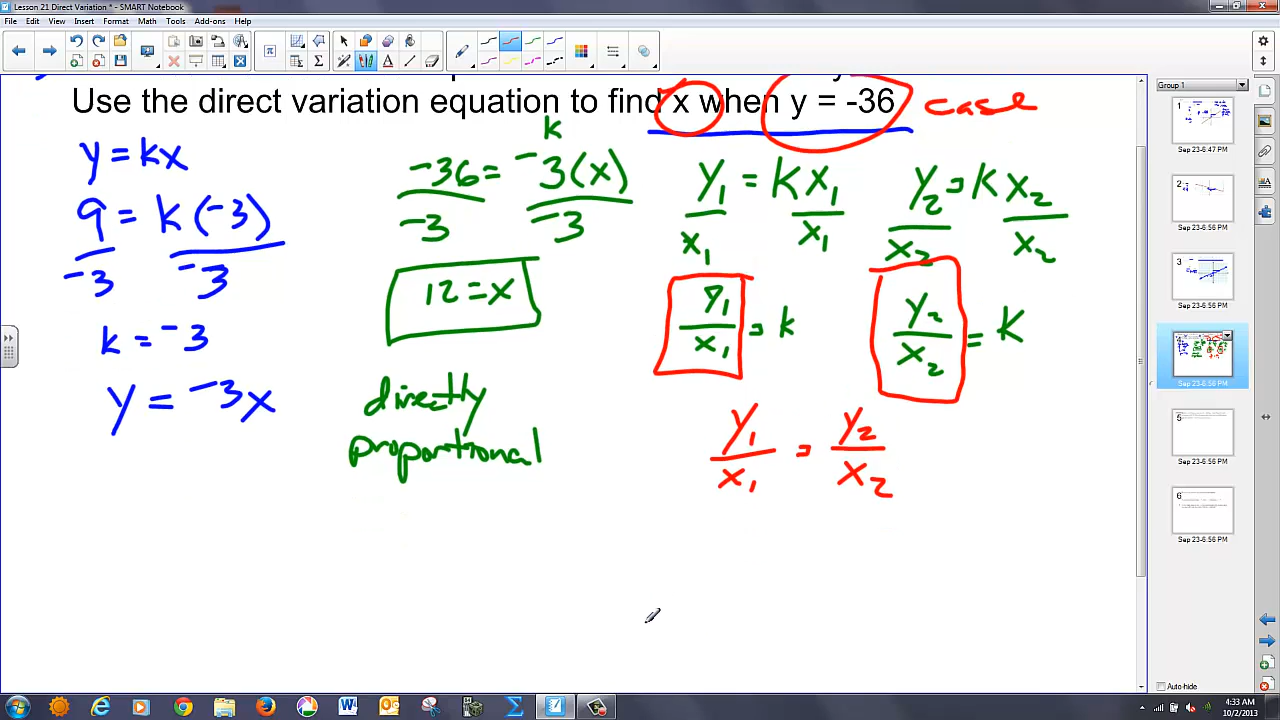 Lesson 21 Direct Variation * - SMART Notebook
File Edit View Insert Format Math Tools Add-ons Help
Use the direct variation equation to find x when y = -36 case
y = kx
9 = k(-3)
-3 -3
k = -3
y = -3x
k
-36 = -3(x)
-3 -3
12 = x
directly
proportional
y₁ = kx₁
x₁ x₁
y₁
x₁ = k
y₂ = kx₂
x₂ x₂
y₂
x₂ = k
y₁ = y₂
x₁ x₂
Group 1
1
Sep 23-6:47 PM
2
Sep 23-6:56 PM
3
Sep 23-6:56 PM
Sep 23-6:56 PM
5
Sep 23-6:56 PM
6
Sep 23-6:56 PM
Auto-hide
4:33 AM
10/2/2013